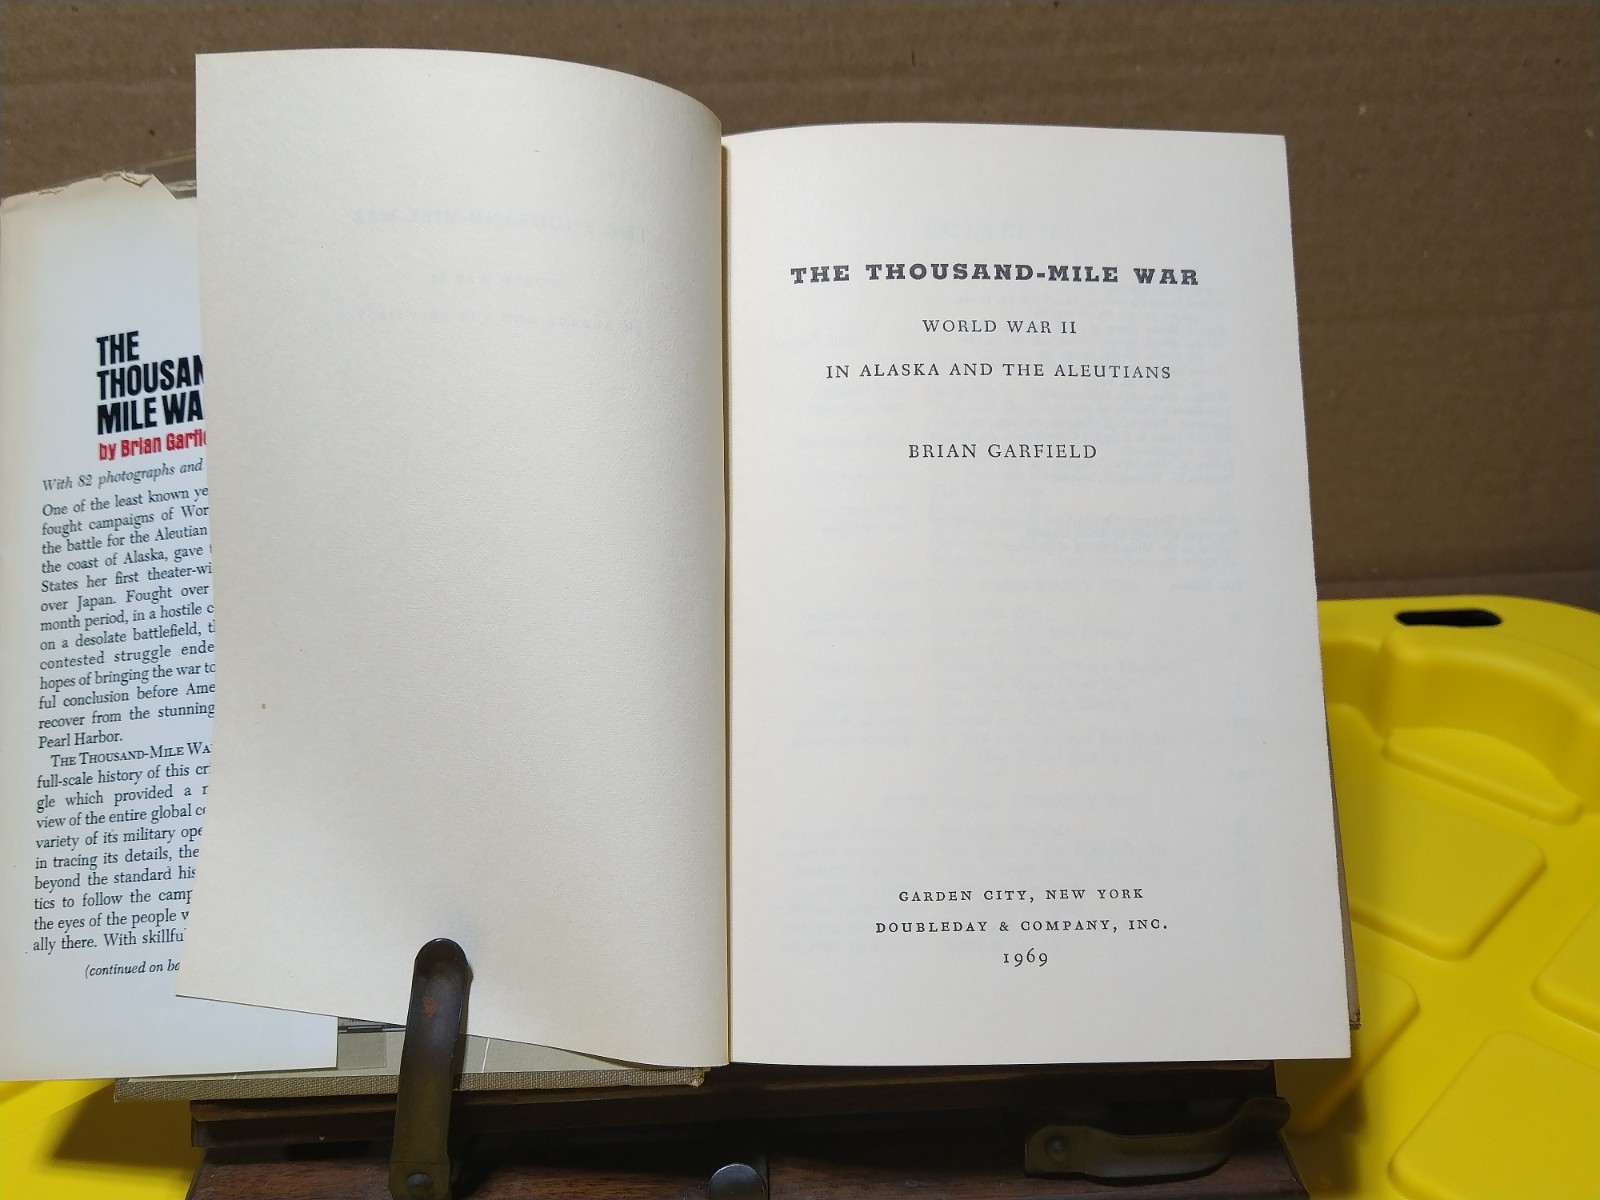 THE
THOUSAN
MILE WA
by Brian Garfi
With 82 photographs and
One of the least known ye
fought campaigns of Wor
the battle for the Aleutian
the coast of Alaska, gave
States her first theater-wi
over Japan. Fought over
month period, in a hostile c
on a desolate battlefield, t
contested struggle ende
hopes of bringing the war to
ful conclusion before Ame
recover from the stunning
Pearl Harbor.
THE THOUSAND-MILE WA
full-scale history of this cr
gle which provided a r
view of the entire global c
variety of its military ope
in tracing its details, the
beyond the standard his
tics to follow the camp
the eyes of the people w
ally there. With skillfu
(continued on ba
THE THOUSAND-MILE WAR
WORLD WAR II
IN ALASKA AND THE ALEUTIANS
BRIAN GARFIELD
GARDEN CITY, NEW YORK
DOUBLEDAY & COMPANY, INC.
1969